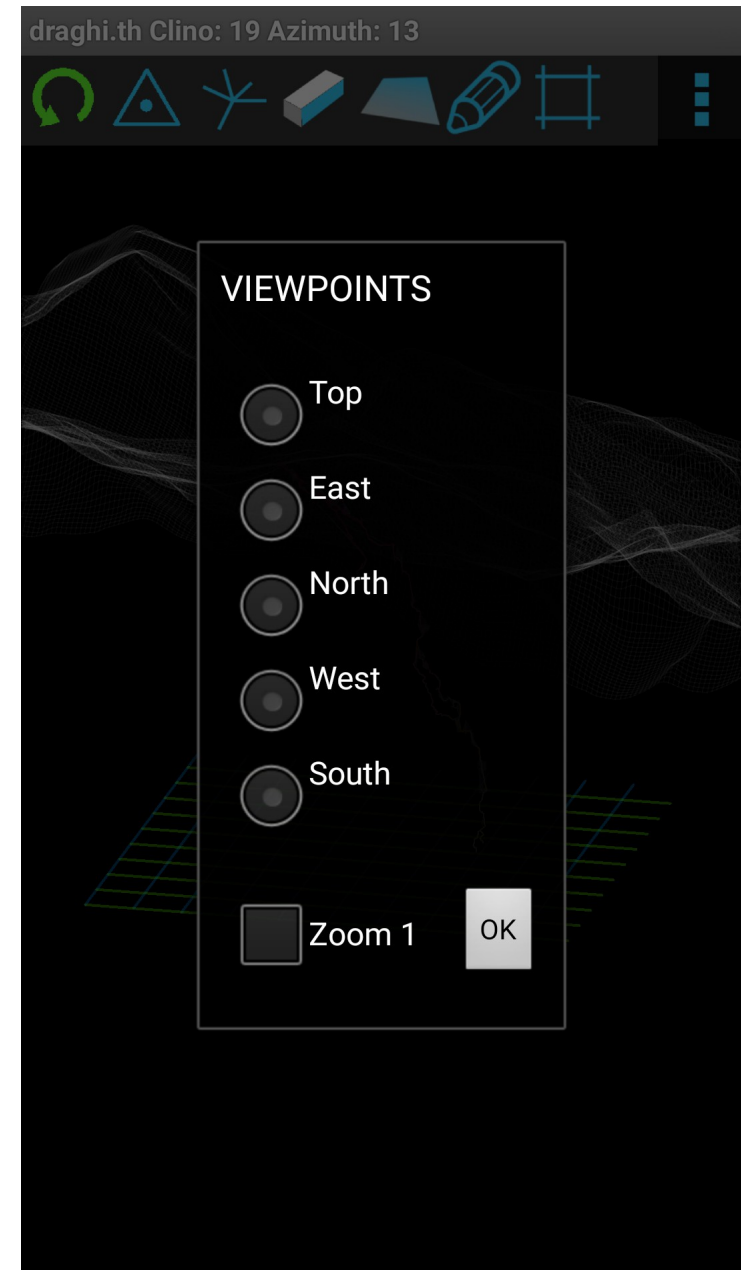 draghi.th Clino: 19 Azimuth: 13
VIEWPOINTS
Top
East
North
West
South
Zoom 1
OK